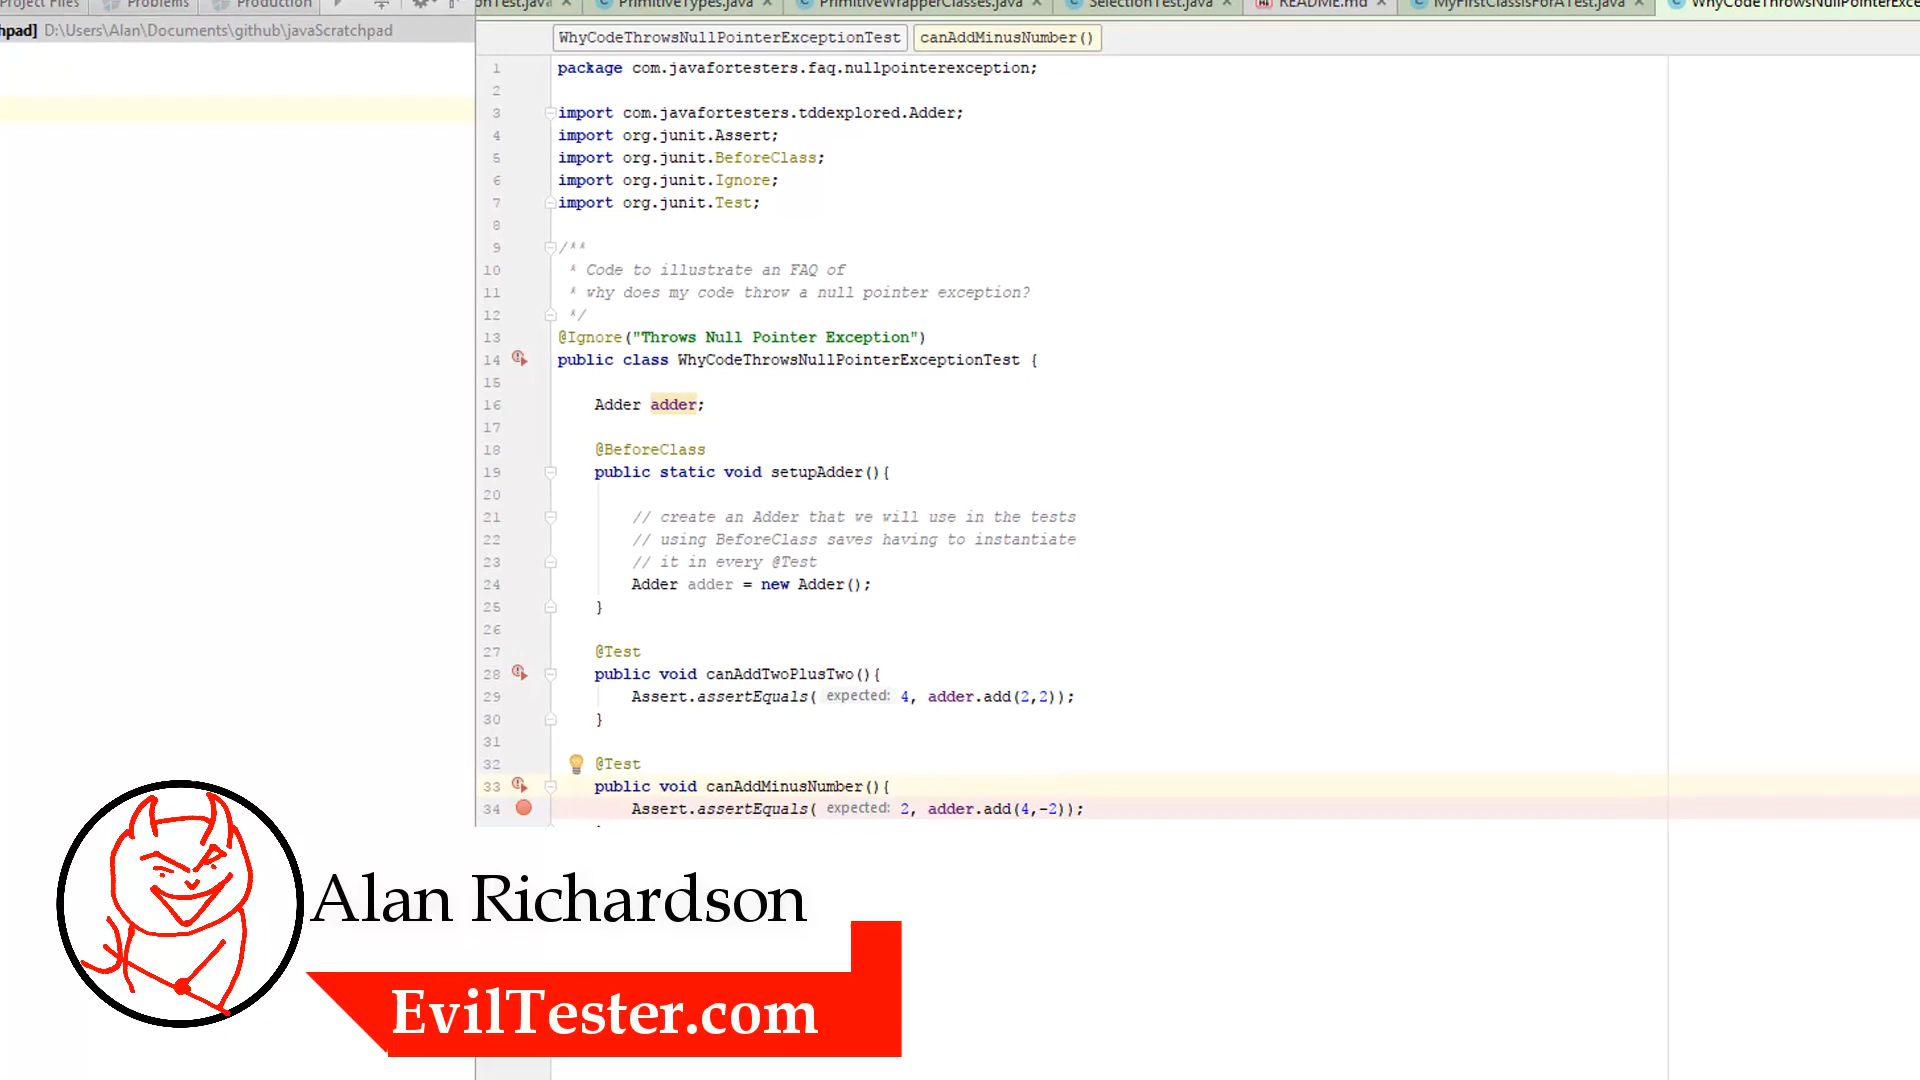 Project Files Problems Production
onTest.java PrimitiveTypes.java PrimitiveWrapperClasses.java SelectionTest.java README.md MyFirstClassIsForATest.java WhyCodeThrowsNullPointerExce
hpad] D:\Users\Alan\Documents\github\javaScratchpad
WhyCodeThrowsNullPointerExceptionTest canAddMinusNumber()
1 package com.javafortesters.faq.nullpointerexception;
2
3 import com.javafortesters.tddexplored.Adder;
4 import org.junit.Assert;
5 import org.junit.BeforeClass;
6 import org.junit.Ignore;
7 import org.junit.Test;
8
9 /**
10 * Code to illustrate an FAQ of
11 * why does my code throw a null pointer exception?
12 */
13 @Ignore("Throws Null Pointer Exception")
14 public class WhyCodeThrowsNullPointerExceptionTest {
15
16 Adder adder;
17
18 @BeforeClass
19 public static void setupAdder(){
20
21 // create an Adder that we will use in the tests
22 // using BeforeClass saves having to instantiate
23 // it in every @Test
24 Adder adder = new Adder();
25 }
26
27 @Test
28 public void canAddTwoPlusTwo(){
29 Assert.assertEquals( expected: 4, adder.add(2,2));
30 }
31
32 @Test
33 public void canAddMinusNumber(){
34 Assert.assertEquals( expected: 2, adder.add(4,-2));
Alan Richardson
EvilTester.com